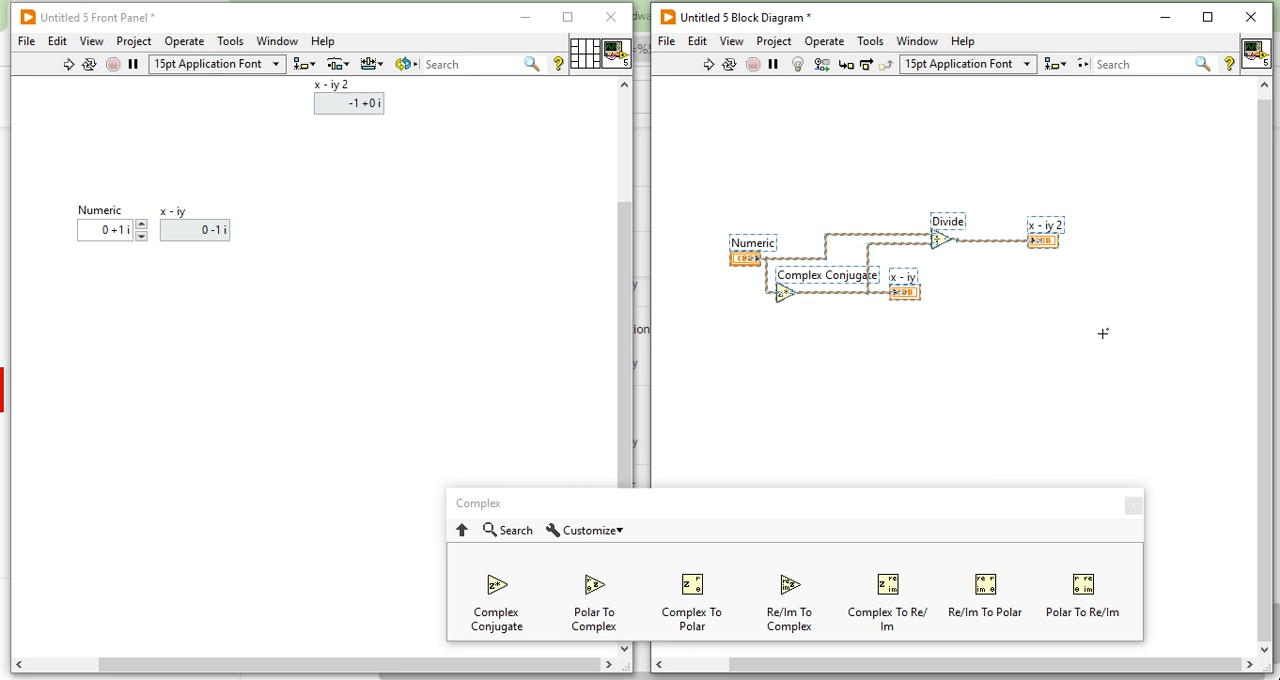 Untitled 5 Front Panel *
File Edit View Project Operate Tools Window Help
15pt Application Font
Search
?
5
x - iy 2
-1 +0 i
Numeric
0 +1 i
x - iy
0 -1 i
Untitled 5 Block Diagram *
File Edit View Project Operate Tools Window Help
15pt Application Font
Search
?
5
Divide
x - iy 2
Numeric
Complex Conjugate
x - iy
Complex
Search
Customize
Complex Conjugate
Polar To Complex
Complex To Polar
Re/Im To Complex
Complex To Re/
Im
Re/Im To Polar
Polar To Re/Im